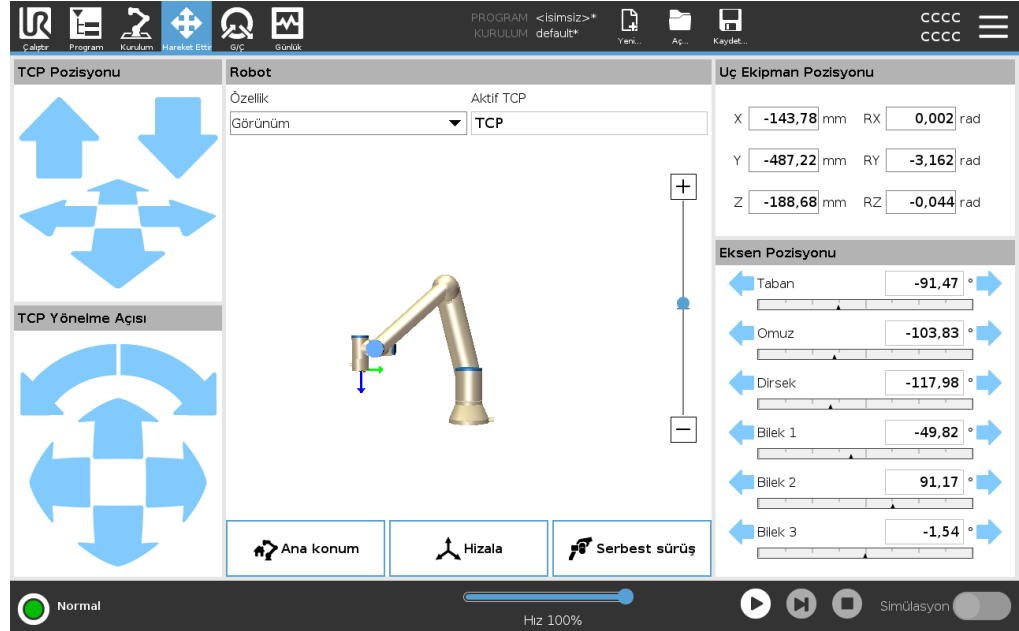 UR
PROGRAM <isimsiz>*
KURULUM default*
CCCC
CCCC
Çalıştır Program Kurulum Hareket Ettir G/Ç Günlük Yeni... Aç... Kaydet...
TCP Pozisyonu
Robot
Uç Ekipman Pozisyonu
Özellik
Aktif TCP
Görünüm
TCP
X -143,78 mm RX 0,002 rad
Y -487,22 mm RY -3,162 rad
Z -188,68 mm RZ -0,044 rad
Eksen Pozisyonu
Taban -91,47 °
Omuz -103,83 °
Dirsek -117,98 °
Bilek 1 -49,82 °
Bilek 2 91,17 °
Bilek 3 -1,54 °
TCP Yönelme Açısı
Ana konum
Hizala
Serbest sürüş
Normal
Hız 100%
Simülasyon